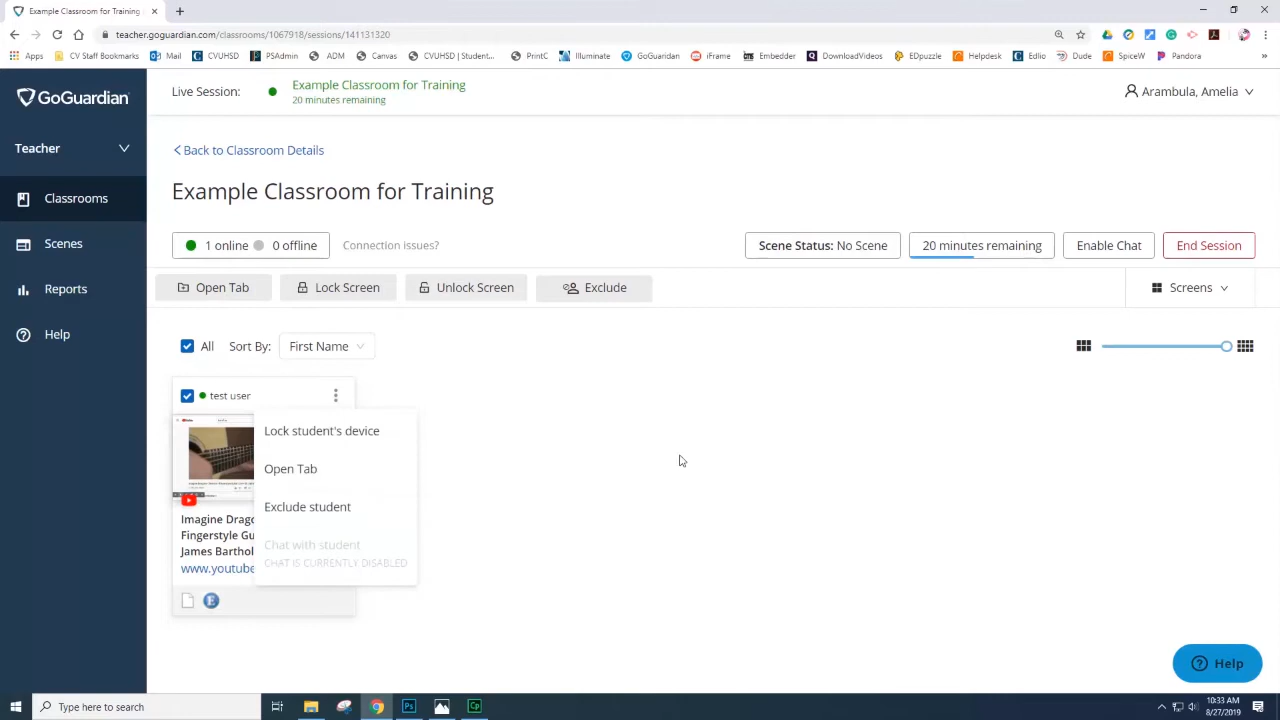 Example Classroom for Training
teacher.goguardian.com/classrooms/1067918/sessions/141131320
Apps CV Staff Bookmarks Mail CVUHSD PSAdmin ADM Canvas CVUHSD | Student... PrintC Illuminate GoGuardian iFrame Embedder DownloadVideos EDpuzzle Helpdesk Edlio Dude SpiceW Pandora »
GoGuardian
Live Session:
Example Classroom for Training
20 minutes remaining
Arambula, Amelia
Teacher
Classrooms
Scenes
Reports
Help
Back to Classroom Details
Example Classroom for Training
1 online 0 offline
Connection issues?
Scene Status: No Scene
20 minutes remaining
Enable Chat
End Session
Open Tab
Lock Screen
Unlock Screen
Exclude
Screens
All Sort By: First Name
test user
Lock student's device
Open Tab
Exclude student
Chat with student
CHAT IS CURRENTLY DISABLED
Imagine Drago
Fingerstyle Gu
James Barthol
www.youtube
E
Help
Type here to search
Ps
Cp
10:33 AM
8/27/2019